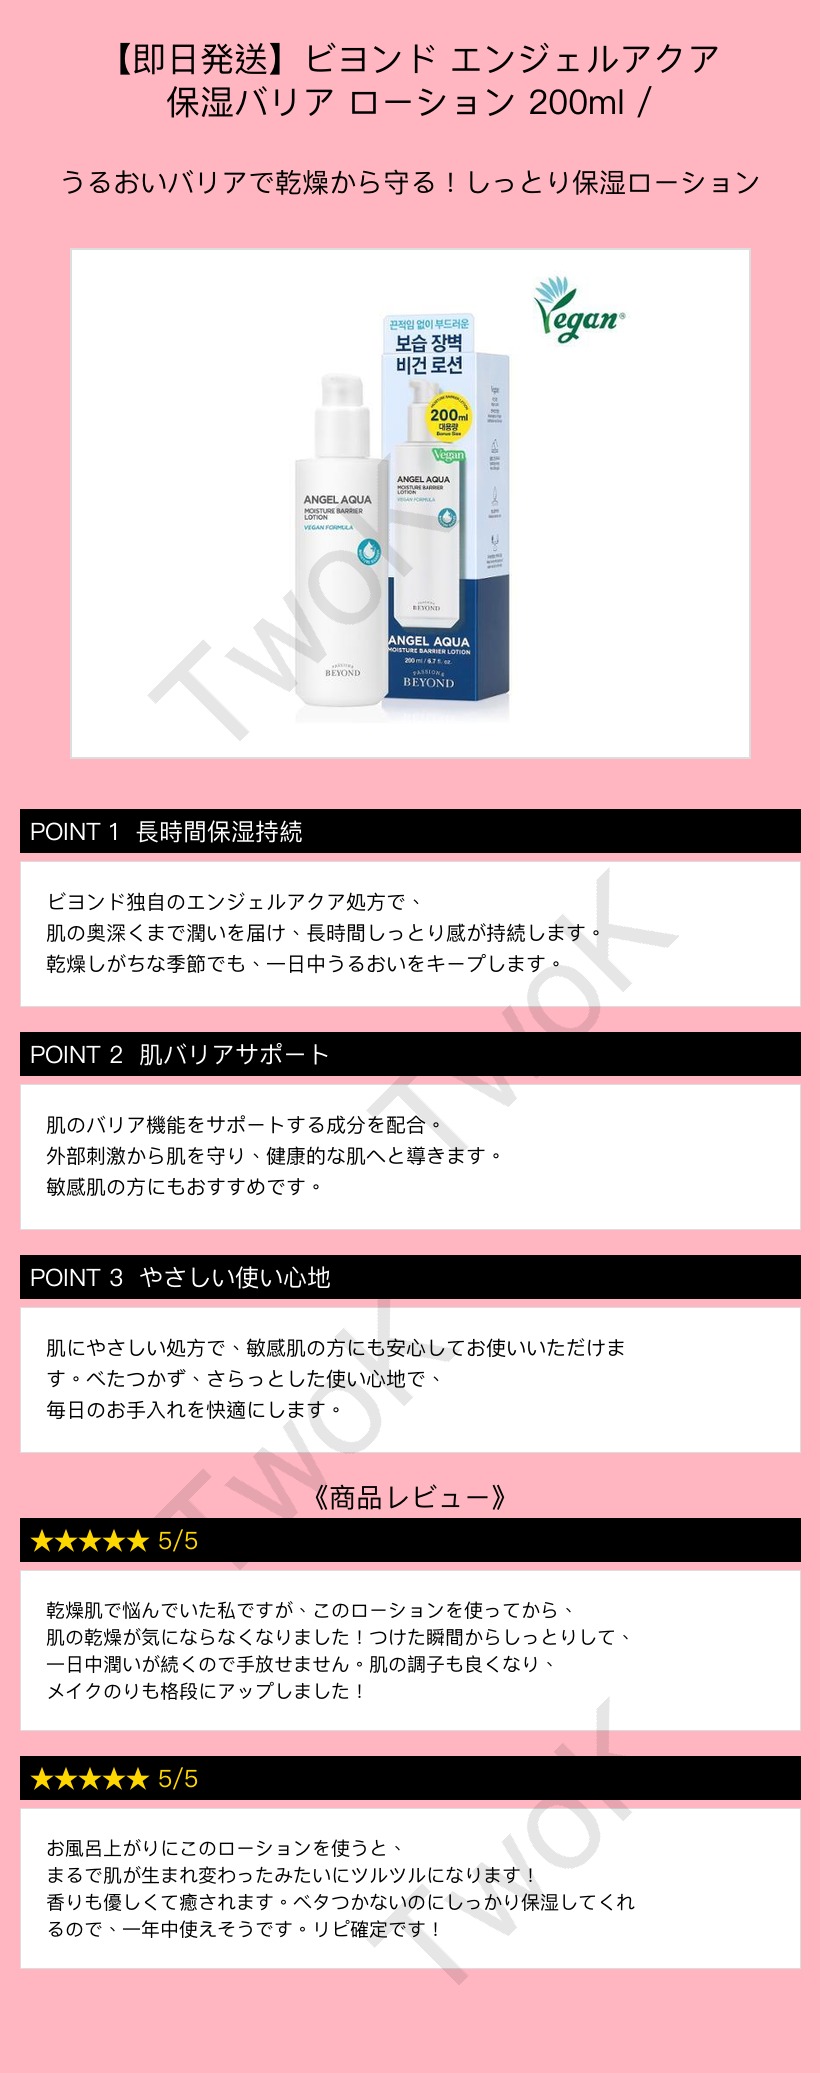 【即日発送】ビヨンド エンジェルアクア
保湿バリア ローション 200ml /
うるおいバリアで乾燥から守る！しっとり保湿ローション
Vegan®
끈적임 없이 부드러운
보습 장벽
비건 로션
MOISTURE BARRIER LOTION
200ml
대용량
Bonus Size
Vegan
ANGEL AQUA
MOISTURE BARRIER
LOTION
VEGAN FORMULA
BEYOND
ANGEL AQUA
MOISTURE BARRIER LOTION
200 ml / 6.7 fl. oz.
PASSION&
BEYOND
ANGEL AQUA
MOISTURE BARRIER
LOTION
VEGAN FORMULA
PASSION&
BEYOND
TwoK
POINT 1 長時間保湿持続
ビヨンド独自のエンジェルアクア処方で、
肌の奥深くまで潤いを届け、長時間しっとり感が持続します。
乾燥しがちな季節でも、一日中うるおいをキープします。
TwoK
POINT 2 肌バリアサポート
肌のバリア機能をサポートする成分を配合。
外部刺激から肌を守り、健康的な肌へと導きます。
敏感肌の方にもおすすめです。
POINT 3 やさしい使い心地
肌にやさしい処方で、敏感肌の方にも安心してお使いいただけま
す。べたつかず、さらっとした使い心地で、
毎日のお手入れを快適にします。
TwoK
《商品レビュー》
★★★★★ 5/5
乾燥肌で悩んでいた私ですが、このローションを使ってから、
肌の乾燥が気にならなくなりました！つけた瞬間からしっとりして、
一日中潤いが続くので手放せません。肌の調子も良くなり、
メイクのりも格段にアップしました！
★★★★★ 5/5
お風呂上がりにこのローションを使うと、
まるで肌が生まれ変わったみたいにツルツルになります！
香りも優しくて癒されます。ベタつかないのにしっかり保湿してくれ
るので、一年中使えそうです。リピ確定です！
TwoK